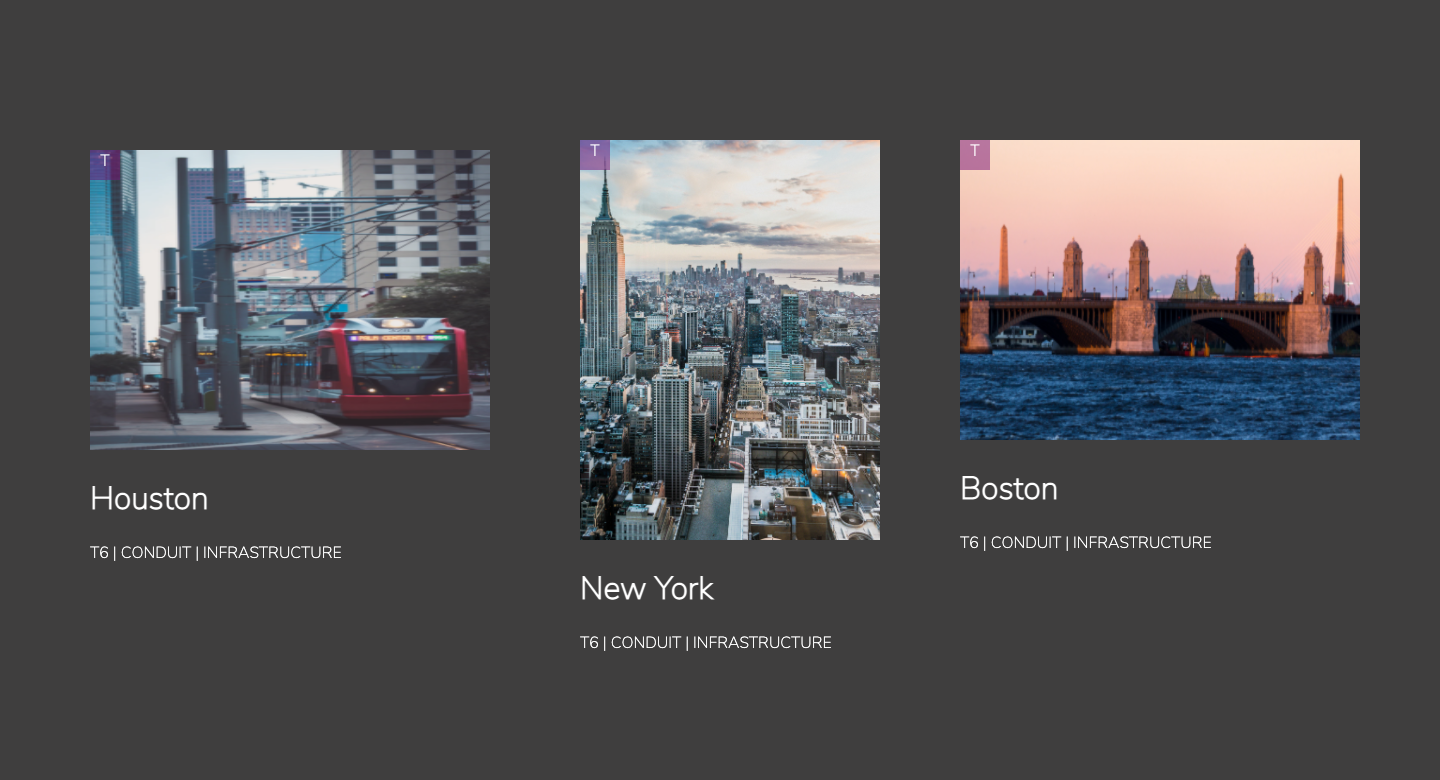 T
Houston
T6 | CONDUIT | INFRASTRUCTURE
T
New York
T6 | CONDUIT | INFRASTRUCTURE
T
Boston
T6 | CONDUIT | INFRASTRUCTURE